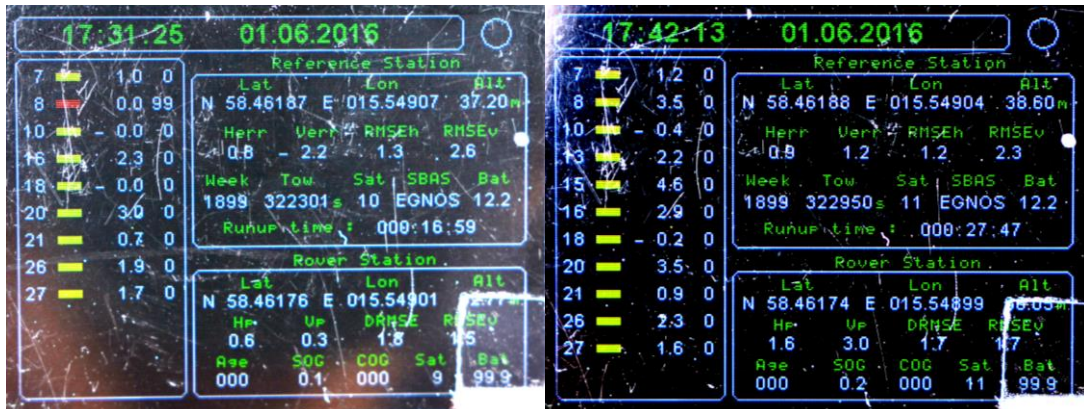 17:31:25 01.06.2016
7 1.0 0
8 0.0 99
10 - 0.0 0
16 2.3 0
18 - 0.0 0
20 3.0 0
21 0.7 0
26 1.9 0
27 1.7 0
Reference Station
Lat Lon Alt
N 58.46187 E 015.54907 37.20 m
Herr Verr RMSEh RMSEv
0.8 - 2.2 1.3 2.6
Week Tow Sat SBAS Bat
1899 322301 s 10 EGNOS 12.2
Runup time : 000:16:59
Rover Station
Lat Lon Alt
N 58.46176 E 015.54901
Hp Vp DRMSE RMSEv
0.6 0.3 1.8 1.5
Age SOG COG Sat Bat
000 0.1 000 9 99.9
17:42:13 01.06.2016
7 1.2 0
8 3.5 0
10 - 0.4 0
13 2.2 0
15 4.6 0
16 2.9 0
18 - 0.2 0
20 3.5 0
21 0.9 0
26 2.3 0
27 1.6 0
Reference Station
Lat Lon Alt
N 58.46188 E 015.54904 38.60 m
Herr Verr RMSEh RMSEv
0.9 1.2 1.2 2.3
Week Tow Sat SBAS Bat
1899 322950 s 11 EGNOS 12.2
Runup time : 000:27:47
Rover Station
Lat Lon Alt
N 58.46174 E 015.54899
Hp Vp DRMSE RMSEv
1.6 3.0 1.7 1.7
Age SOG COG Sat Bat
000 0.2 000 11 99.9